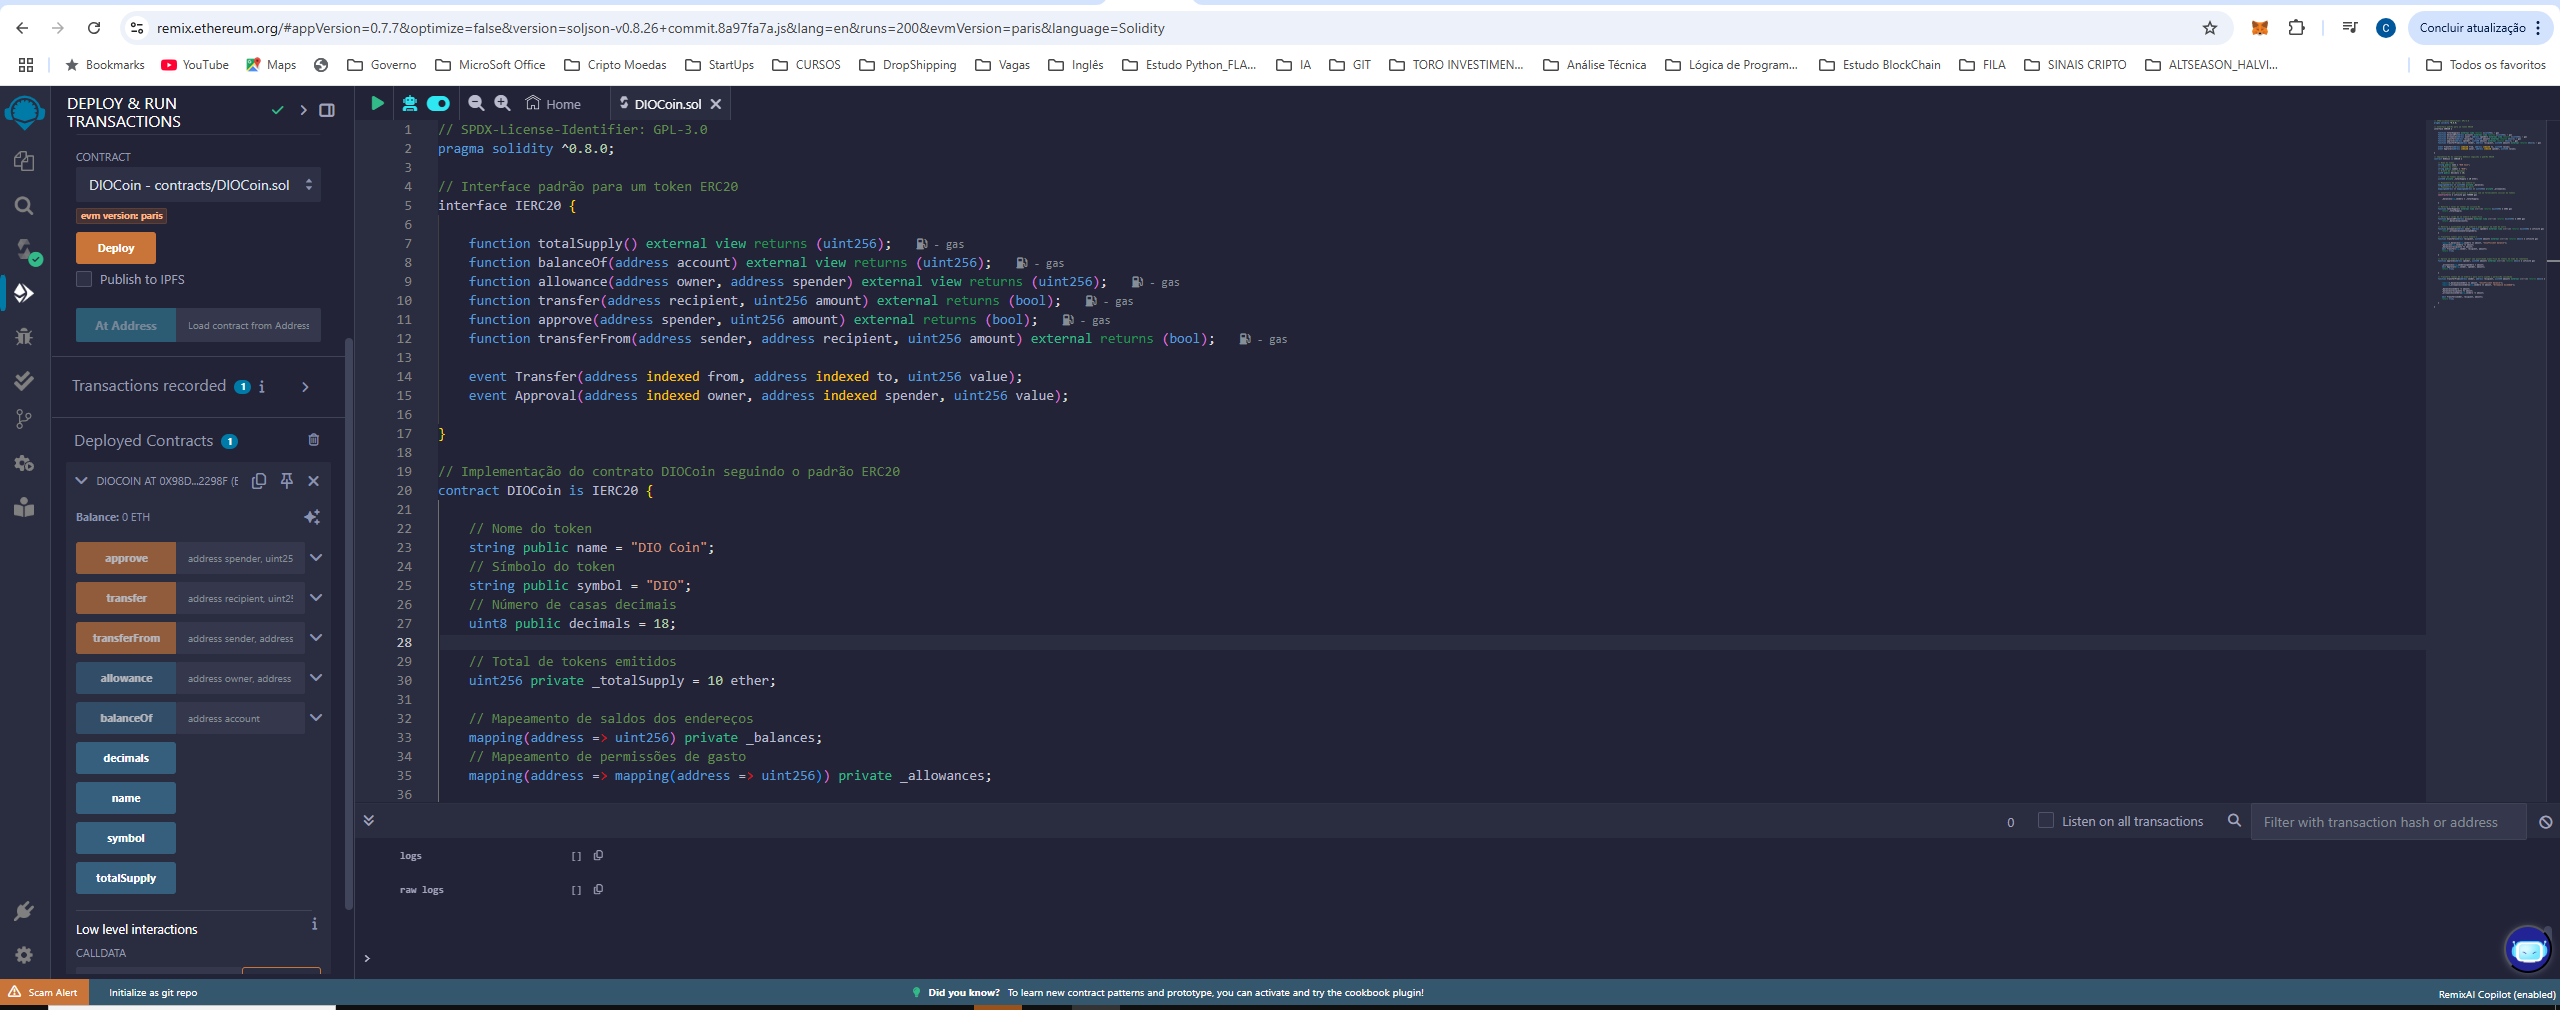 remix.ethereum.org/#appVersion=0.7.7&optimize=false&version=soljson-v0.8.26+commit.8a97fa7a.js&lang=en&runs=200&evmVersion=paris&language=Solidity
C
Concluir atualização
Bookmarks YouTube Maps Governo MicroSoft Office Cripto Moedas StartUps CURSOS DropShipping Vagas Inglês Estudo Python_FLA... IA GIT TORO INVESTIMEN... Análise Técnica Lógica de Program... Estudo BlockChain FILA SINAIS CRIPTO ALTSEASON_HALVI... Todos os favoritos
DEPLOY & RUN
TRANSACTIONS
CONTRACT
DIOCoin - contracts/DIOCoin.sol
evm version: paris
Deploy
Publish to IPFS
At Address Load contract from Address
Transactions recorded 1 i
Deployed Contracts 1
DIOCOIN AT 0X98D...2298F (E
Balance: 0 ETH
approve address spender, uint25
transfer address recipient, uint25
transferFrom address sender, address
allowance address owner, address
balanceOf address account
decimals
name
symbol
totalSupply
Low level interactions i
CALLDATA
Home DIOCoin.sol
1 // SPDX-License-Identifier: GPL-3.0
2 pragma solidity ^0.8.0;
3
4 // Interface padrão para um token ERC20
5 interface IERC20 {
6
7 function totalSupply() external view returns (uint256); - gas
8 function balanceOf(address account) external view returns (uint256); - gas
9 function allowance(address owner, address spender) external view returns (uint256); - gas
10 function transfer(address recipient, uint256 amount) external returns (bool); - gas
11 function approve(address spender, uint256 amount) external returns (bool); - gas
12 function transferFrom(address sender, address recipient, uint256 amount) external returns (bool); - gas
13
14 event Transfer(address indexed from, address indexed to, uint256 value);
15 event Approval(address indexed owner, address indexed spender, uint256 value);
16
17 }
18
19 // Implementação do contrato DIOCoin seguindo o padrão ERC20
20 contract DIOCoin is IERC20 {
21
22 // Nome do token
23 string public name = "DIO Coin";
24 // Símbolo do token
25 string public symbol = "DIO";
26 // Número de casas decimais
27 uint8 public decimals = 18;
28
29 // Total de tokens emitidos
30 uint256 private _totalSupply = 10 ether;
31
32 // Mapeamento de saldos dos endereços
33 mapping(address => uint256) private _balances;
34 // Mapeamento de permissões de gasto
35 mapping(address => mapping(address => uint256)) private _allowances;
36
0 Listen on all transactions Filter with transaction hash or address
logs []
raw logs []
>
Scam Alert Initialize as git repo Did you know? To learn new contract patterns and prototype, you can activate and try the cookbook plugin! RemixAI Copilot (enabled)